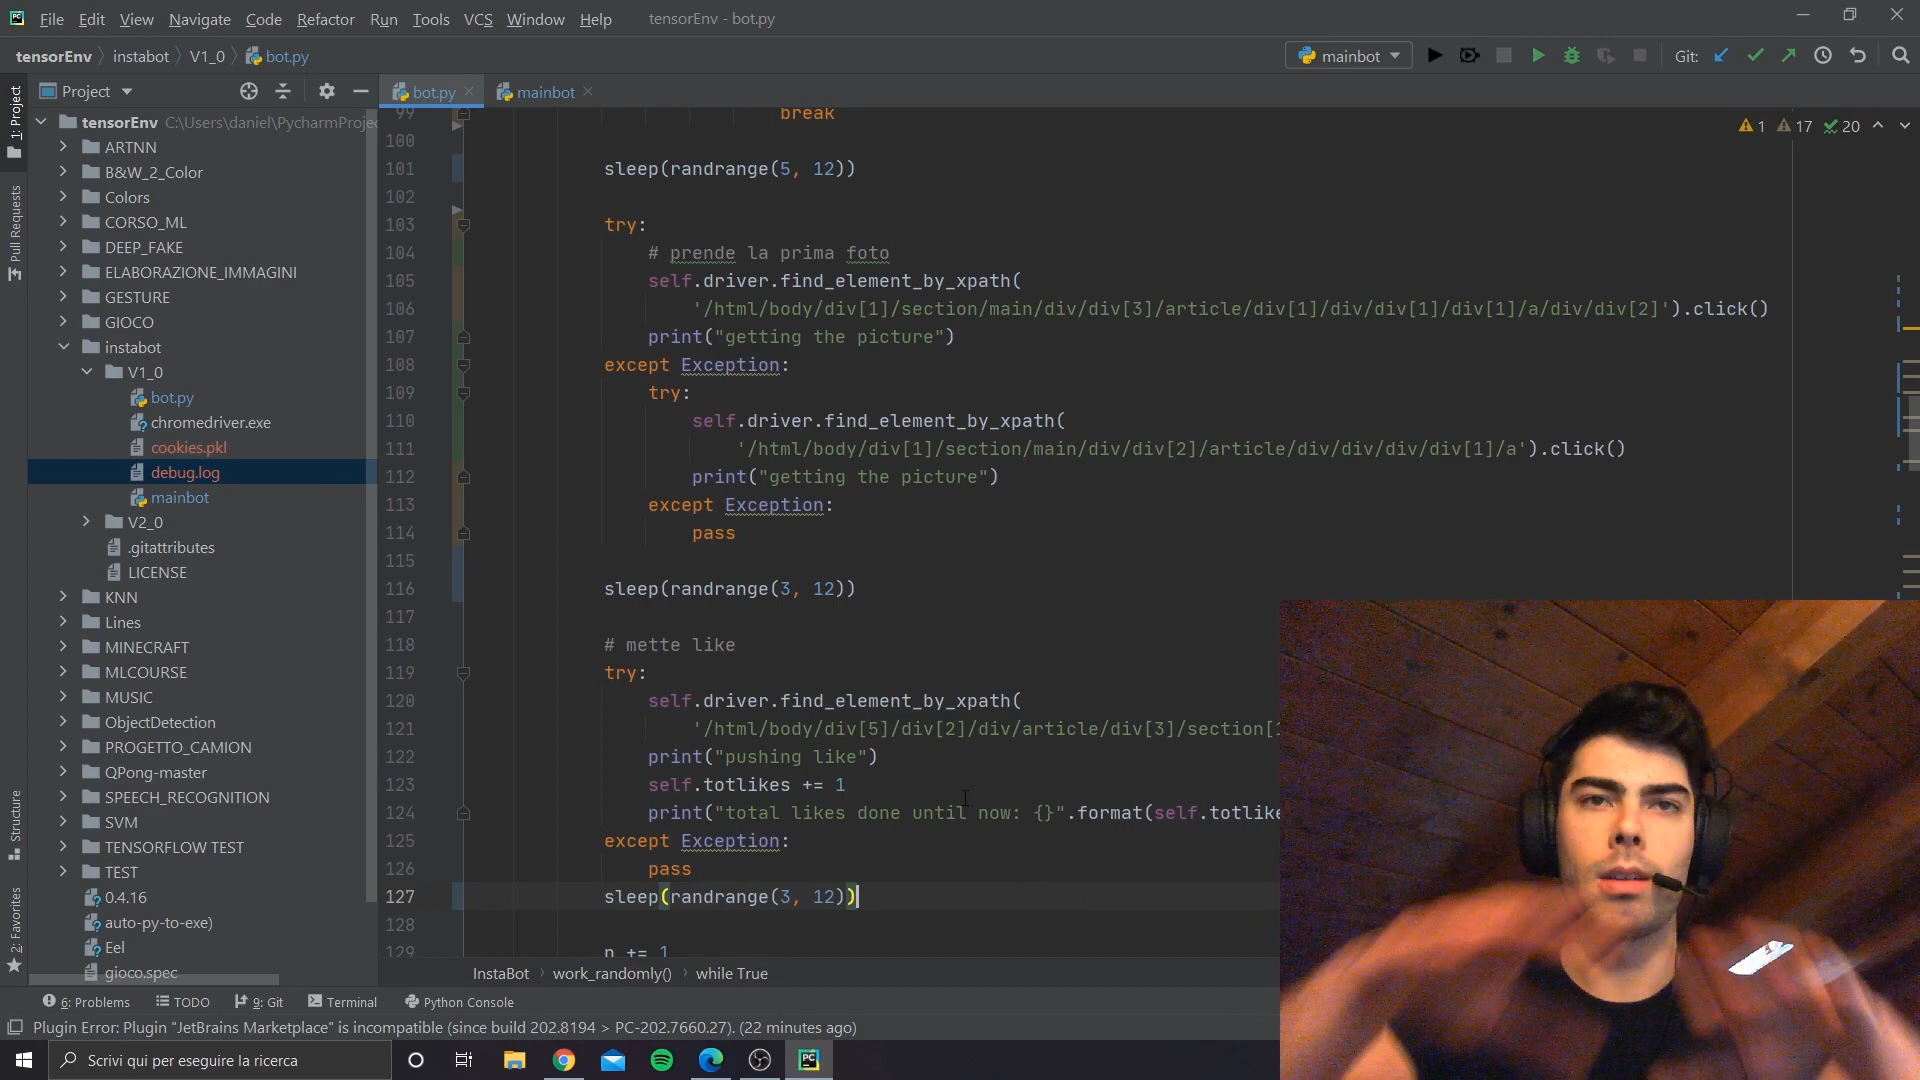 File Edit View Navigate Code Refactor Run Tools VCS Window Help tensorEnv - bot.py
tensorEnv instabot V1_0 bot.py mainbot Git:
Project bot.py mainbot
1: Project
Pull Requests
Structure
2: Favorites
tensorEnv C:\Users\daniel\PycharmProje
ARTNN
B&W_2_Color
Colors
CORSO_ML
DEEP_FAKE
ELABORAZIONE_IMMAGINI
GESTURE
GIOCO
instabot
V1_0
bot.py
chromedriver.exe
cookies.pkl
debug.log
mainbot
V2_0
.gitattributes
LICENSE
KNN
Lines
MINECRAFT
MLCOURSE
MUSIC
ObjectDetection
PROGETTO_CAMION
QPong-master
SPEECH_RECOGNITION
SVM
TENSORFLOW TEST
TEST
0.4.16
auto-py-to-exe)
Eel
gioco.spec
1 17 20
99 break
100
101 sleep(randrange(5, 12))
102
103 try:
104 # prende la prima foto
105 self.driver.find_element_by_xpath(
106 '/html/body/div[1]/section/main/div/div[3]/article/div[1]/div/div[1]/div[1]/a/div/div[2]').click()
107 print("getting the picture")
108 except Exception:
109 try:
110 self.driver.find_element_by_xpath(
111 '/html/body/div[1]/section/main/div/div[2]/article/div/div/div/div[1]/a').click()
112 print("getting the picture")
113 except Exception:
114 pass
115
116 sleep(randrange(3, 12))
117
118 # mette like
119 try:
120 self.driver.find_element_by_xpath(
121 '/html/body/div[5]/div[2]/div/article/div[3]/section[1
122 print("pushing like")
123 self.totlikes += 1
124 print("total likes done until now: {}".format(self.totlike
125 except Exception:
126 pass
127 sleep(randrange(3, 12))
128
129 n += 1
InstaBot work_randomly() while True
6: Problems TODO 9: Git Terminal Python Console
Plugin Error: Plugin "JetBrains Marketplace" is incompatible (since build 202.8194 > PC-202.7660.27). (22 minutes ago)
Scrivi qui per eseguire la ricerca